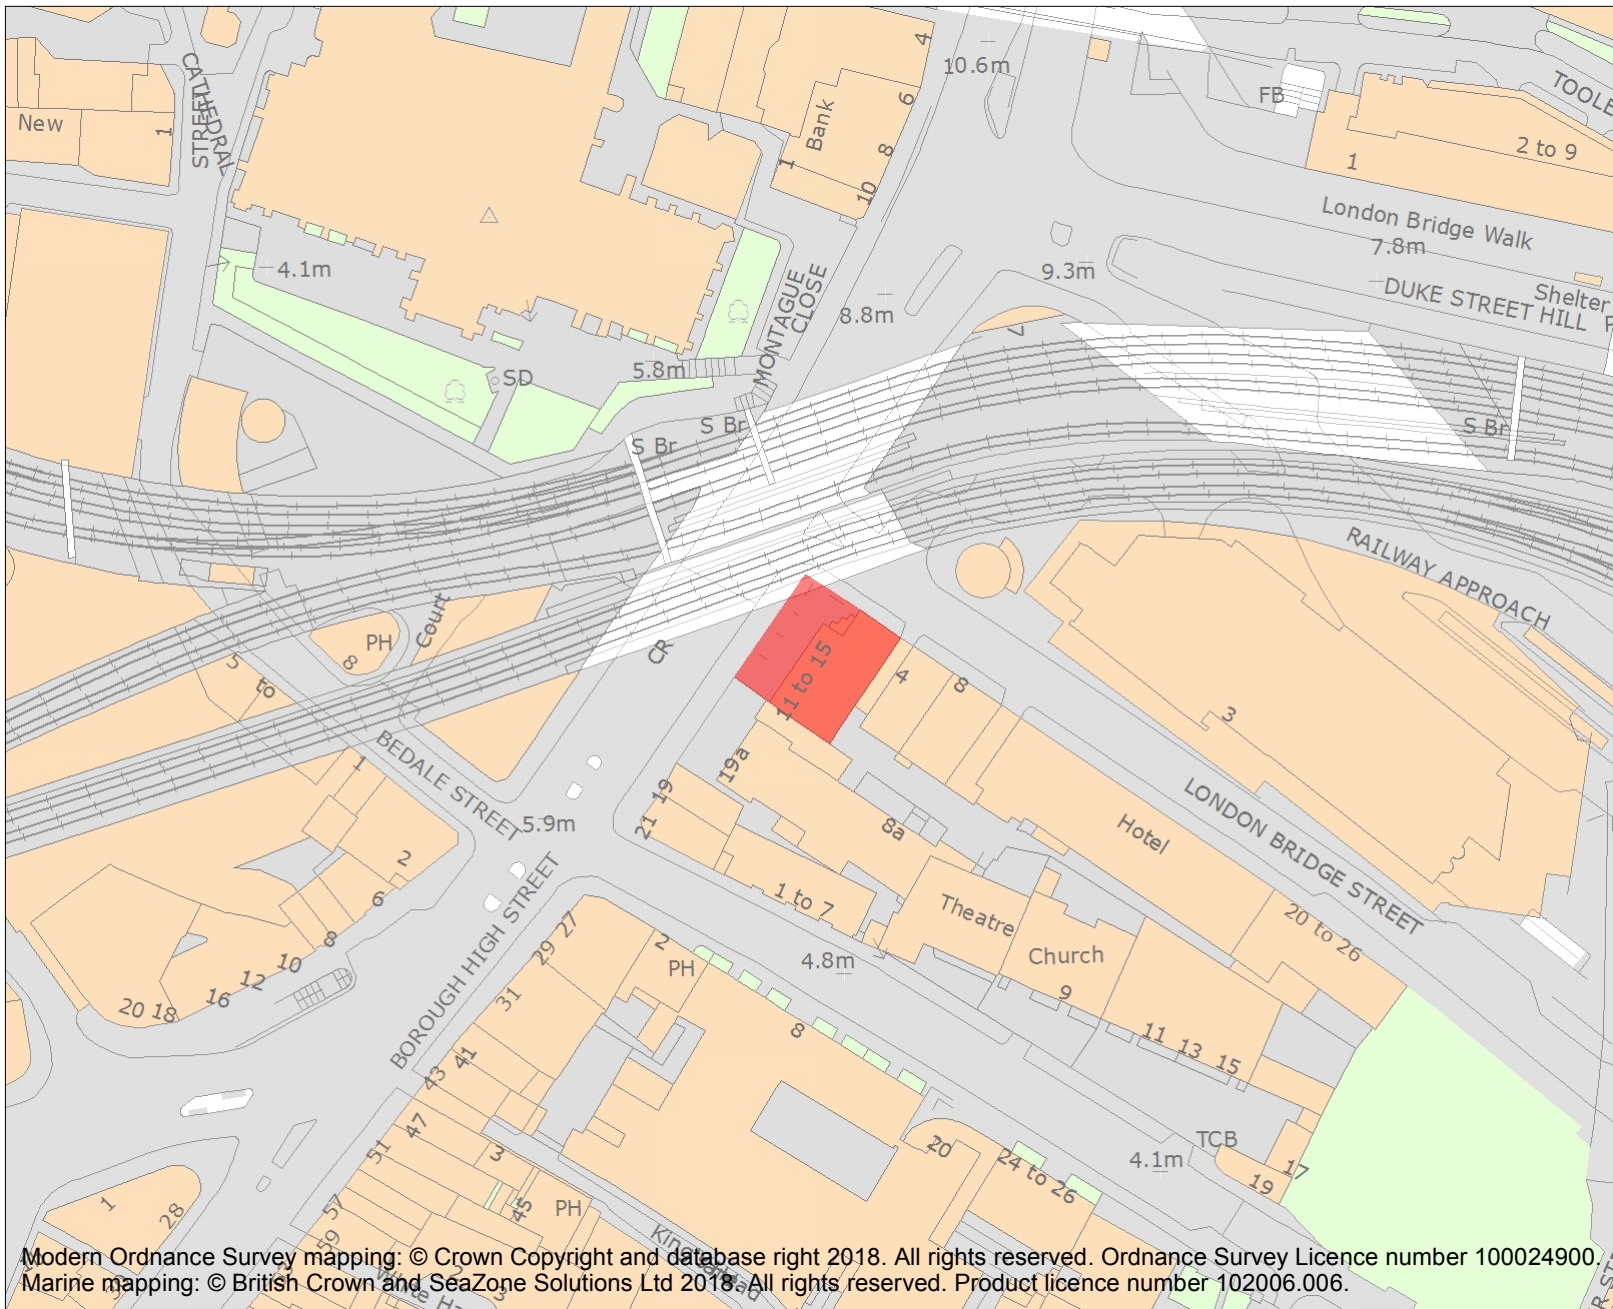 4
10.6m
CATHEDRAL
STREET
New
1
Bank
6
8
1
10
FB
TOOLE
2 to 9
1
London Bridge Walk
7.8m
9.3m
4.1m
MONTAGUE
CLOSE
8.8m
DUKE STREET HILL
Shelter
7
5.8m
SD
S Br
S Br
S Br
RAILWAY APPROACH
Court
PH
8
CR
5 to
11 to 15
4
8
3
BEDALE STREET
1
19a
19
21
5.9m
8a
Hotel
LONDON BRIDGE STREET
2
6
1 to 7
Theatre
20 to 26
Church
9
8
10
12
16
20 18
BOROUGH HIGH STREET
27
29
2
PH
4.8m
31
8
11 13 15
41
43
47
51
3
45
PH
57
59
20
24 to 26
TCB
4.1m
17
19
1
28
Modern Ordnance Survey mapping: © Crown Copyright and database right 2018. All rights reserved. Ordnance Survey Licence number 100024900.
Marine mapping: © British Crown and SeaZone Solutions Ltd 2018. All rights reserved. Product licence number 102006.006.